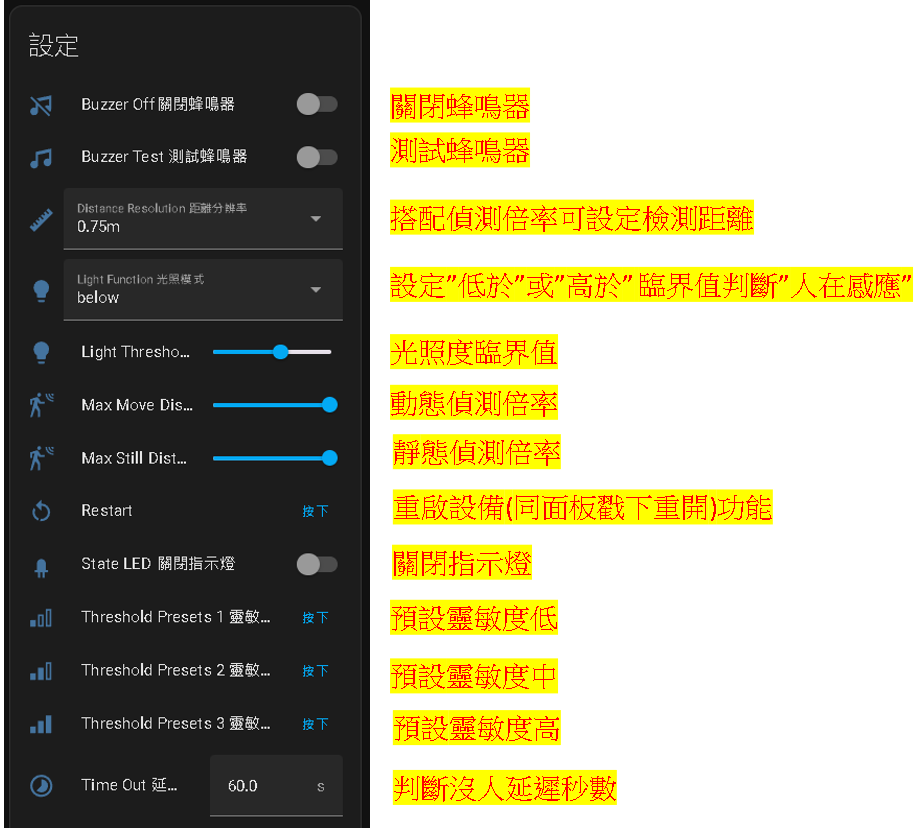 設定
Buzzer Off 關閉蜂鳴器
關閉蜂鳴器
Buzzer Test 測試蜂鳴器
測試蜂鳴器
Distance Resolution 距離分辨率
0.75m
搭配偵測倍率可設定檢測距離
Light Function 光照模式
below
設定”低於”或”高於” 臨界值判斷”人在感應”
Light Thresho...
光照度臨界值
Max Move Dis...
動態偵測倍率
Max Still Dist...
靜態偵測倍率
Restart 按下
重啟設備(同面板戳下重開)功能
State LED 關閉指示燈
關閉指示燈
Threshold Presets 1 靈敏... 按下
預設靈敏度低
Threshold Presets 2 靈敏... 按下
預設靈敏度中
Threshold Presets 3 靈敏... 按下
預設靈敏度高
Time Out 延... 60.0 s
判斷沒人延遲秒數